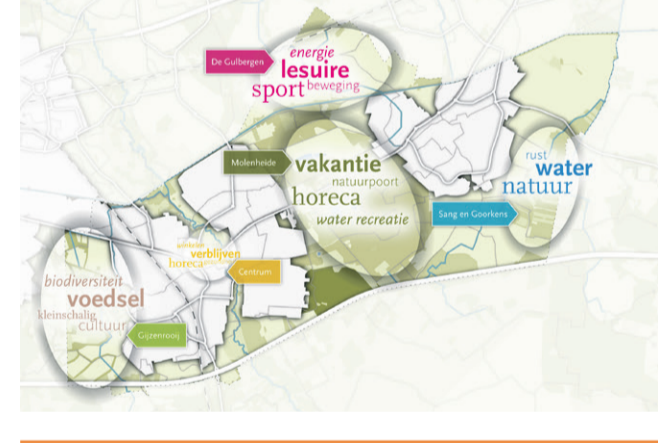 De Gulbergen
energie
lesuire
sport beweging
Molenheide
vakantie
natuurpoort
horeca
water recreatie
rust
water
natuur
Sang en Goorkens
verblijven
horeca
Centrum
biodiversiteit
voedsel
kleinschalig
cultuur
Gijzenrooij